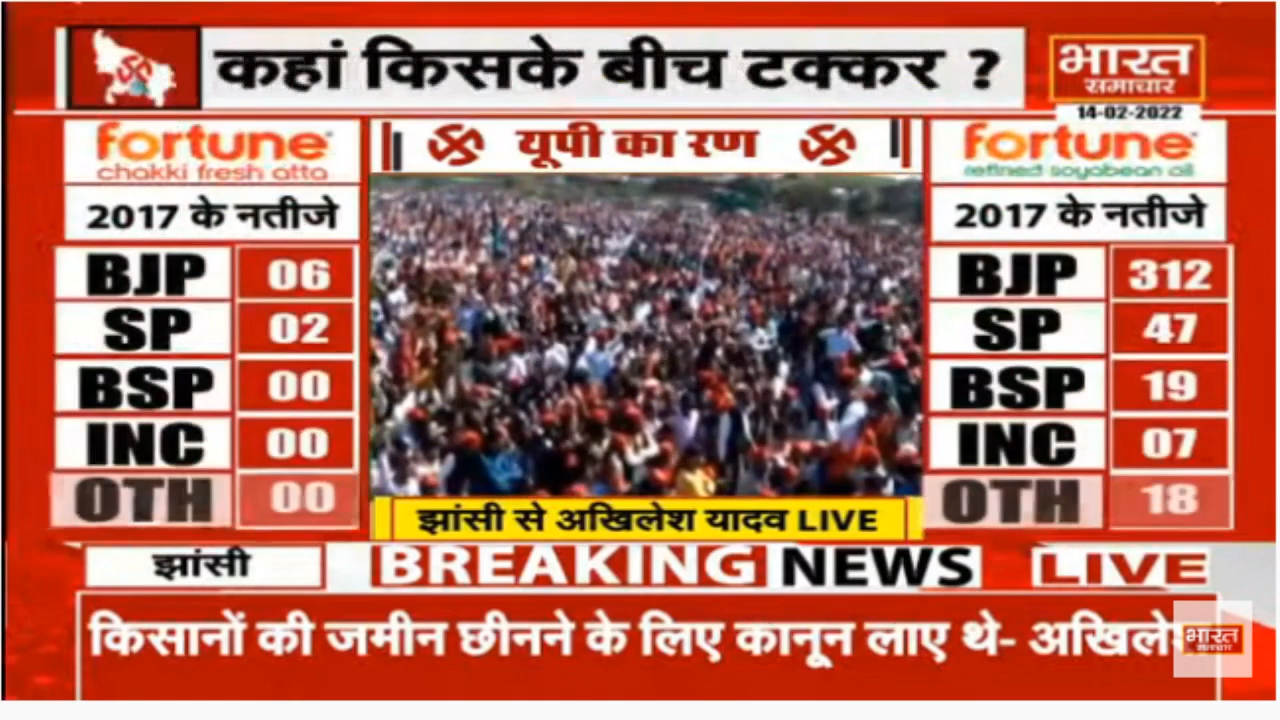 कहां किसके बीच टक्कर ?
भारत
समाचार
14-02-2022
fortune
chakki fresh atta
2017 के नतीजे
BJP 06
SP 02
BSP 00
INC 00
OTH 00
यूपी का रण
झांसी से अखिलेश यादव LIVE
fortune
refined soyabean oil
2017 के नतीजे
BJP 312
SP 47
BSP 19
INC 07
OTH 18
झांसी
BREAKING NEWS
LIVE
किसानों की जमीन छीनने के लिए कानून लाए थे-
भारत
समाचार